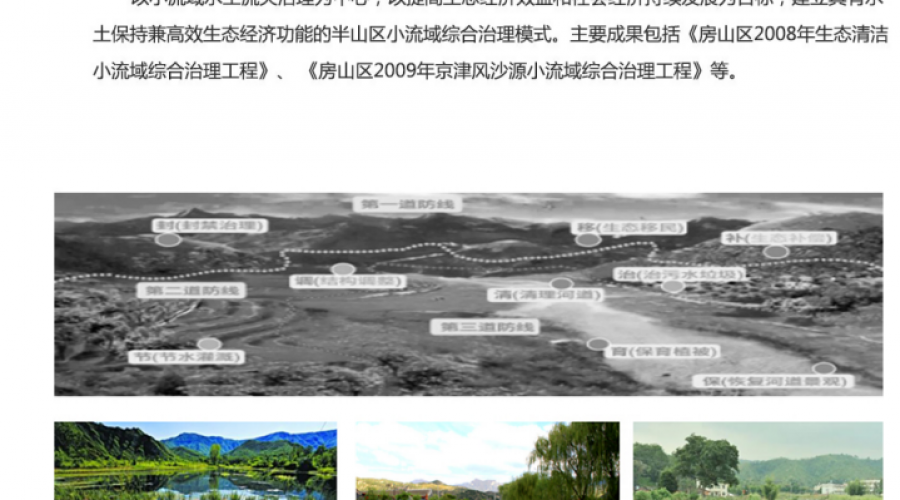 以小流域水土流失治理为中心，以提高生态经济效益和社会经济持续发展为目标，建立具有水
土保持兼高效生态经济功能的半山区小流域综合治理模式。主要成果包括《房山区2008年生态清洁
小流域综合治理工程》、《房山区2009年京津风沙源小流域综合治理工程》等。
第一道防线
封(封禁治理)
移(生态移民)
补(生态补偿)
调(结构调整)
治(治污水垃圾)
第二道防线
清(清理河道)
第三道防线
节(节水灌溉)
育(保育植被)
保(恢复河道景观)